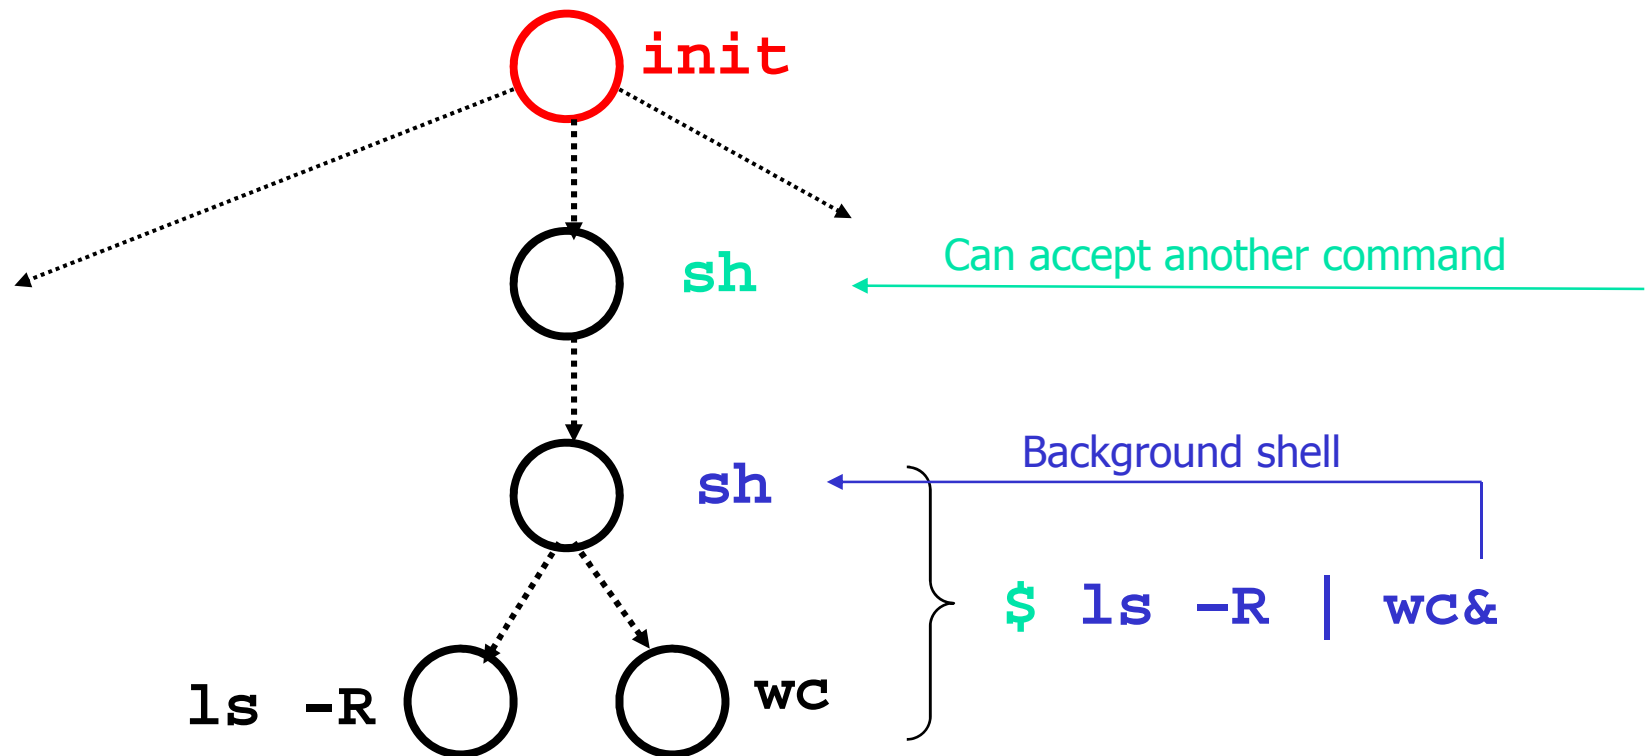 init
sh
Can accept another command
sh
Background shell
$ ls –R | wc&
ls -R
wc